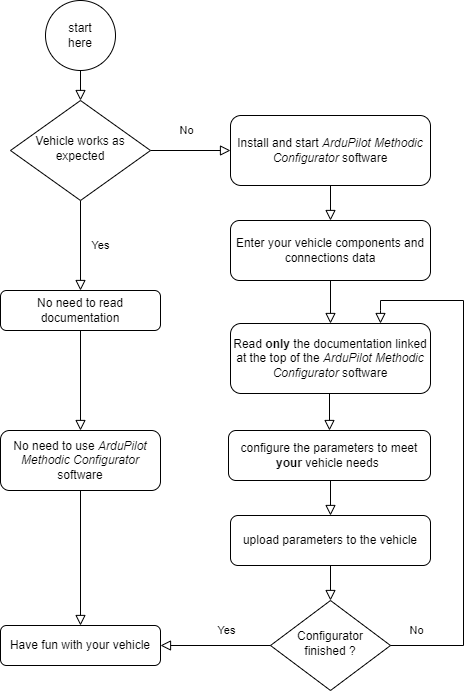 start
here
Vehicle works as
expected
No
Install and start ArduPilot Methodic
Configurator software
Enter your vehicle components and
connections data
Yes
No need to read
documentation
Read only the documentation linked
at the top of the ArduPilot Methodic
Configurator software
No need to use ArduPilot
Methodic Configurator
software
configure the parameters to meet
your vehicle needs
upload parameters to the vehicle
Configurator
finished ?
Yes
No
Have fun with your vehicle